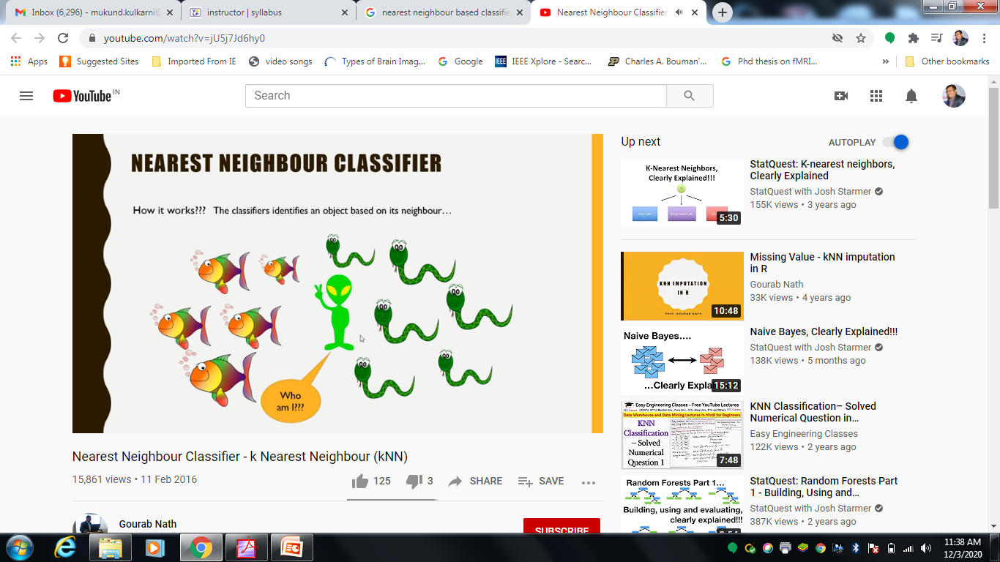 Inbox (6,296) - mukund.kulkarni@
instructor | syllabus
nearest neighbour based classifie
Nearest Neighbour Classifier
youtube.com/watch?v=jU5j7Jd6hy0
Apps
Suggested Sites
Imported From IE
video songs
Types of Brain Imag...
Google
IEEE
IEEE Xplore - Searc...
Charles A. Bouman'...
Phd thesis on fMRI...
»
Other bookmarks
YouTube IN
Search
NEAREST NEIGHBOUR CLASSIFIER
How it works??? The classifiers identifies an object based on its neighbour...
Who
am I???
Nearest Neighbour Classifier - k Nearest Neighbour (kNN)
15,861 views • 11 Feb 2016
125
3
SHARE
SAVE
Gourab Nath
SUBSCRIBE
Up next
AUTOPLAY
K-Nearest Neighbors,
Clearly Explained!!!
5:30
StatQuest: K-nearest neighbors,
Clearly Explained
StatQuest with Josh Starmer
155K views • 3 years ago
KNN IMPUTATION
IN R
PROF. GOURAB NATH
10:48
Missing Value - kNN imputation
in R
Gourab Nath
33K views • 4 years ago
Naive Bayes....
...Clearly Expla
15:12
Naive Bayes, Clearly Explained!!!
StatQuest with Josh Starmer
138K views • 5 months ago
Easy Engineering Classes – Free YouTube Lectures
Data Warehouse and Data Mining Lectures in Hindi for Beginners
KNN
Classification
– Solved
Numerical
Question 1
7:48
KNN Classification– Solved
Numerical Question in...
Easy Engineering Classes
122K views • 2 years ago
Random Forests Part 1...
Building, using and evaluating,
clearly explained!!!
StatQuest: Random Forests Part
1 - Building, Using and...
StatQuest with Josh Starmer
387K views • 2 years ago
11:38 AM
12/3/2020